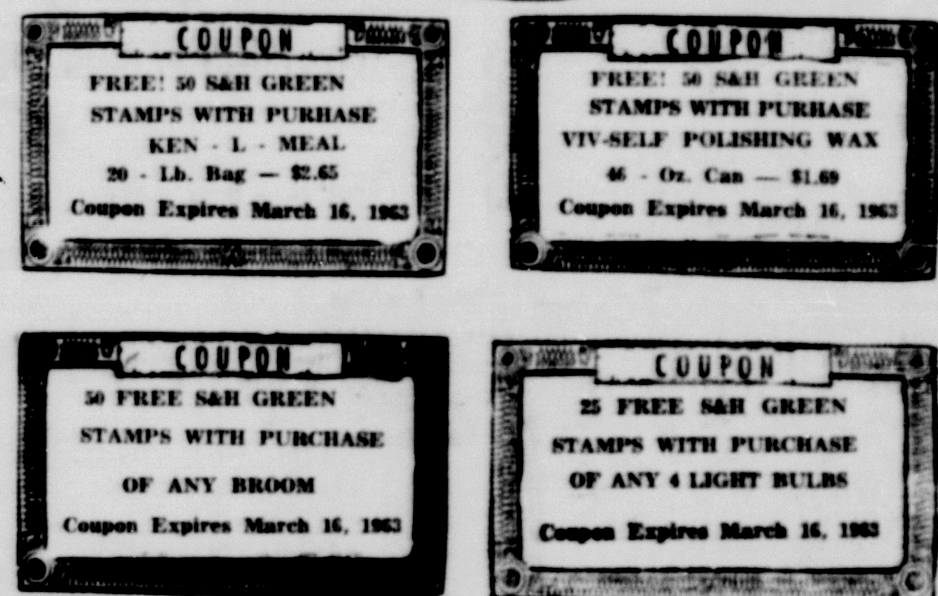 COUPON
FREE! 50 S&H GREEN
STAMPS WITH PURHASE
KEN - L - MEAL
20 - Lb. Bag — $2.65
Coupon Expires March 16, 1963
COUPON
FREE! 50 S&H GREEN
STAMPS WITH PURHASE
VIV-SELF POLISHING WAX
46 - Oz. Can — $1.69
Coupon Expires March 16, 1963
COUPON
50 FREE S&H GREEN
STAMPS WITH PURCHASE
OF ANY BROOM
Coupon Expires March 16, 1963
COUPON
25 FREE S&H GREEN
STAMPS WITH PURCHASE
OF ANY 4 LIGHT BULBS
Coupon Expires March 16, 1963